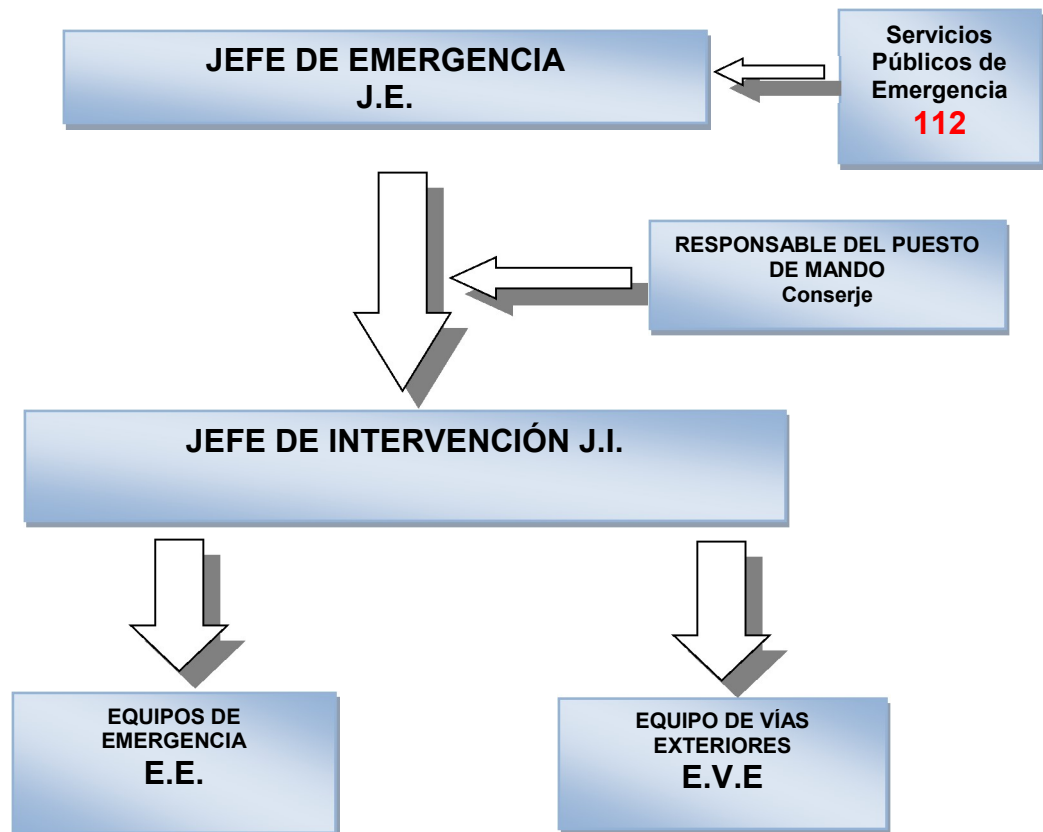 JEFE DE EMERGENCIA
J.E.
Servicios
Públicos de
Emergencia
112
RESPONSABLE DEL PUESTO
DE MANDO
Conserje
JEFE DE INTERVENCIÓN J.I.
EQUIPOS DE
EMERGENCIA
E.E.
EQUIPO DE VÍAS
EXTERIORES
E.V.E